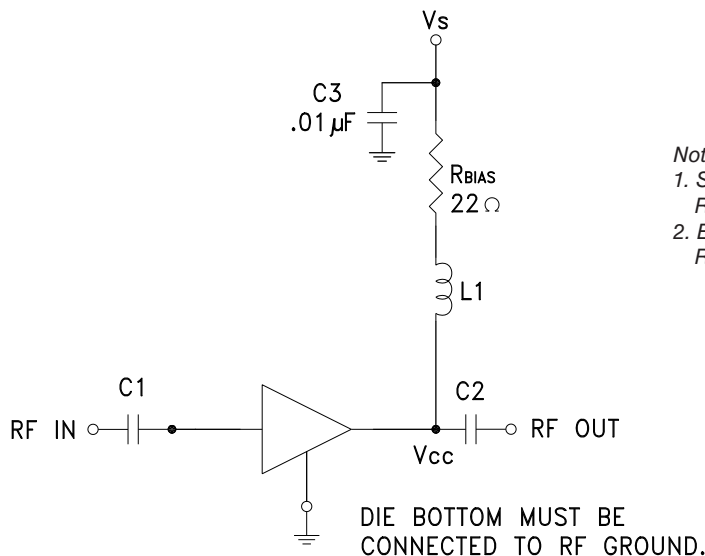 Vs
C3
.01 µF
RBIAS
22 Ω
L1
C1
C2
RF IN
RF OUT
Vcc
DIE BOTTOM MUST BE
CONNECTED TO RF GROUND.
1.
2.